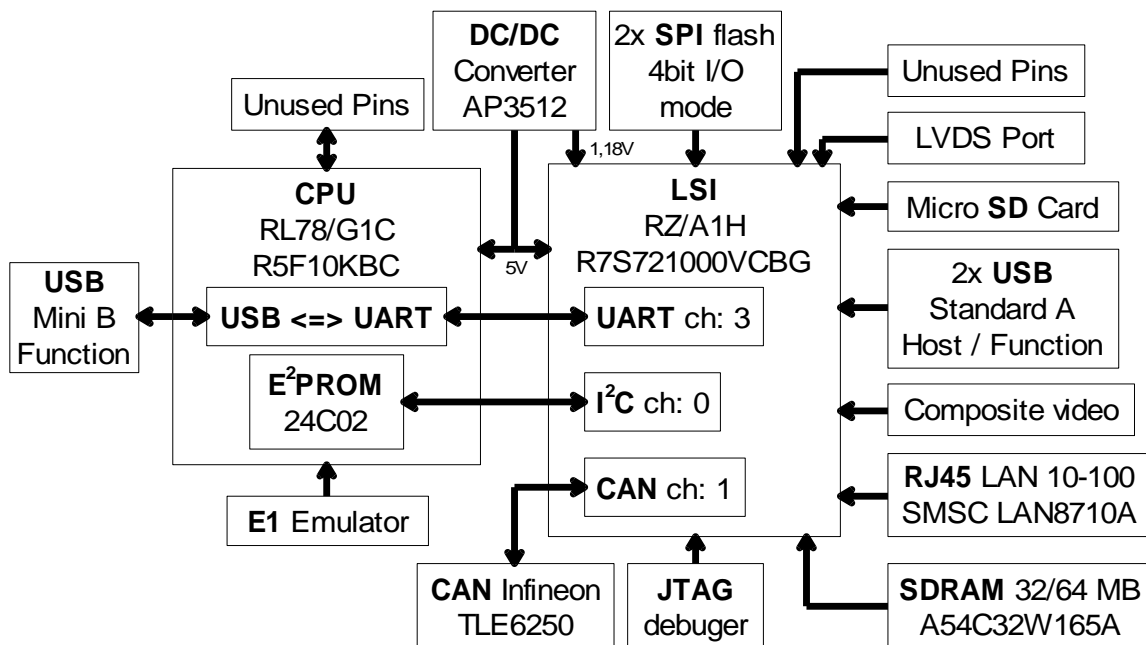 DC/DC
Converter
AP3512
2x SPI flash
4bit I/O
mode
Unused Pins
Unused Pins
LVDS Port
1,18V
CPU
RL78/G1C
R5F10KBC
LSI
RZ/A1H
R7S721000VCBG
Micro SD Card
5V
USB
Mini B
Function
USB <=> UART
UART ch: 3
2x USB
Standard A
Host / Function
E²PROM
24C02
I²C ch: 0
Composite video
CAN ch: 1
RJ45 LAN 10-100
SMSC LAN8710A
E1 Emulator
CAN Infineon
TLE6250
JTAG
debuger
SDRAM 32/64 MB
A54C32W165A